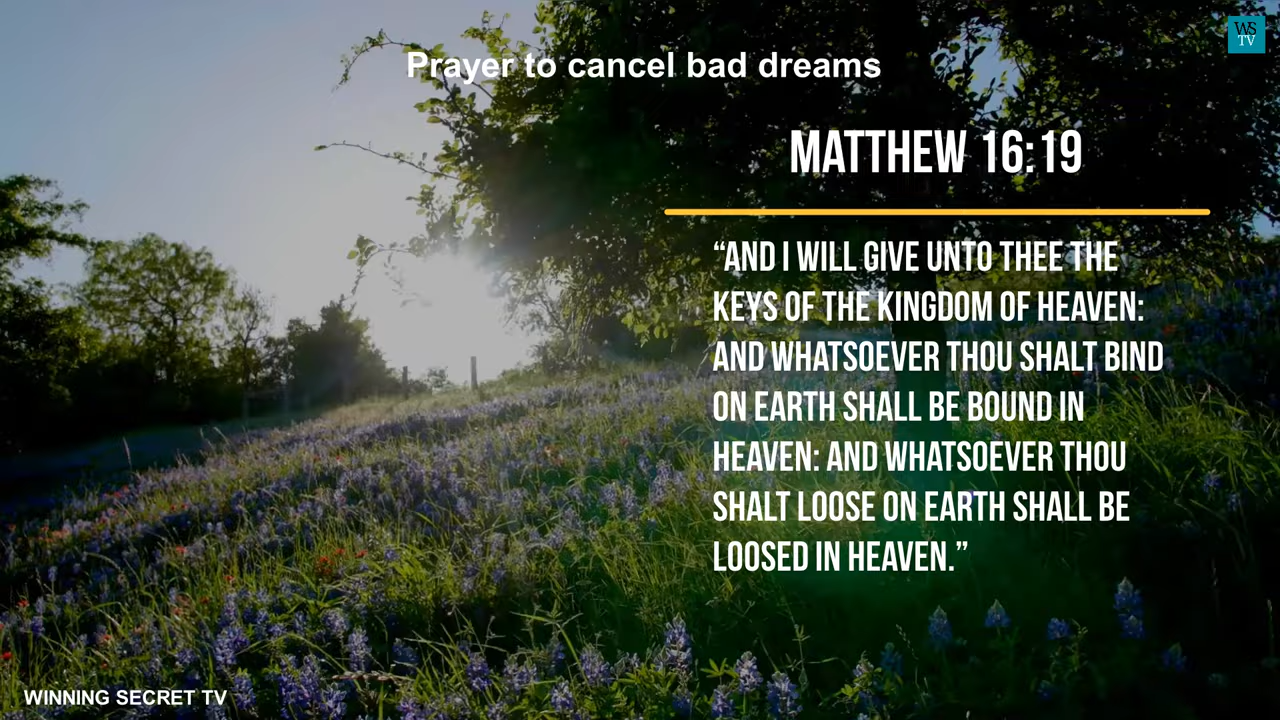 WS
TV
Prayer to cancel bad dreams
MATTHEW 16:19
“AND I WILL GIVE UNTO THEE THE
KEYS OF THE KINGDOM OF HEAVEN:
AND WHATSOEVER THOU SHALT BIND
ON EARTH SHALL BE BOUND IN
HEAVEN: AND WHATSOEVER THOU
SHALT LOOSE ON EARTH SHALL BE
LOOSED IN HEAVEN.”
WINNING SECRET TV